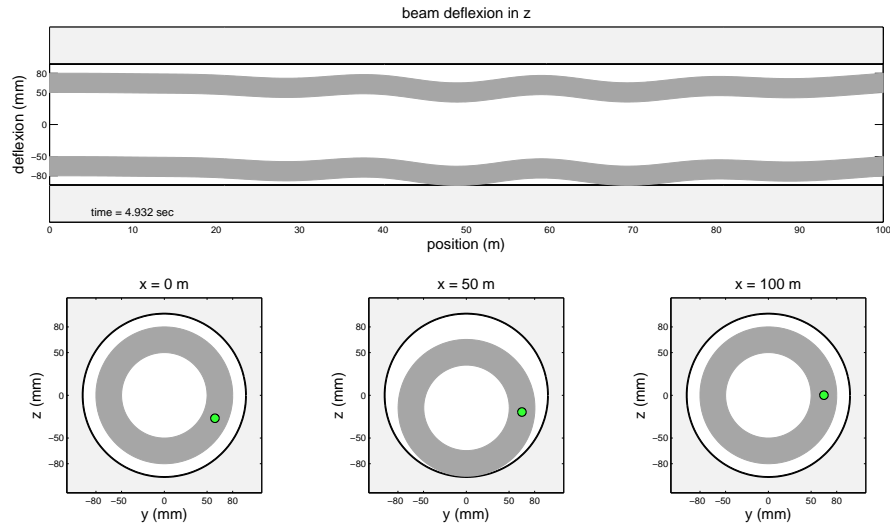 beam deflexion in z
deflexion (mm)
80
50
0
−50
−80
time = 4.932 sec
0 10 20 30 40 50 60 70 80 90 100
position (m)
x = 0 m
z (mm)
80
50
0
−50
−80
−80 −50 0 50 80
y (mm)
x = 50 m
z (mm)
80
50
0
−50
−80
−80 −50 0 50 80
y (mm)
x = 100 m
z (mm)
80
50
0
−50
−80
−80 −50 0 50 80
y (mm)